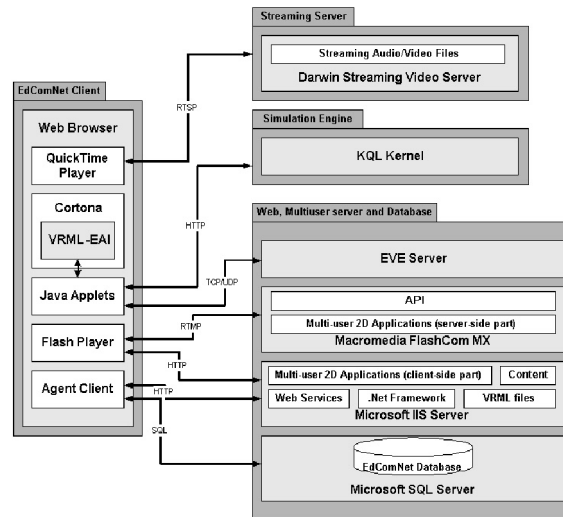 Streaming Server
Streaming Audio/Video Files
Darwin Streaming Video Server
EdComNet Client
Web Browser
QuickTime
Player
Cortona
VRML-EAI
Java Applets
Flash Player
Agent Client
RTSP
HTTP
TCP/UDP
RTMP
HTTP
HTTP
SQL
Simulation Engine
KQL Kernel
Web, Multiuser server and Database
EVE Server
API
Multi-user 2D Applications (server-side part)
Macromedia FlashCom MX
Multi-user 2D Applications (client-side part)
Content
Web Services
.Net Framework
VRML files
Microsoft IIS Server
EdComNet Database
Microsoft SQL Server